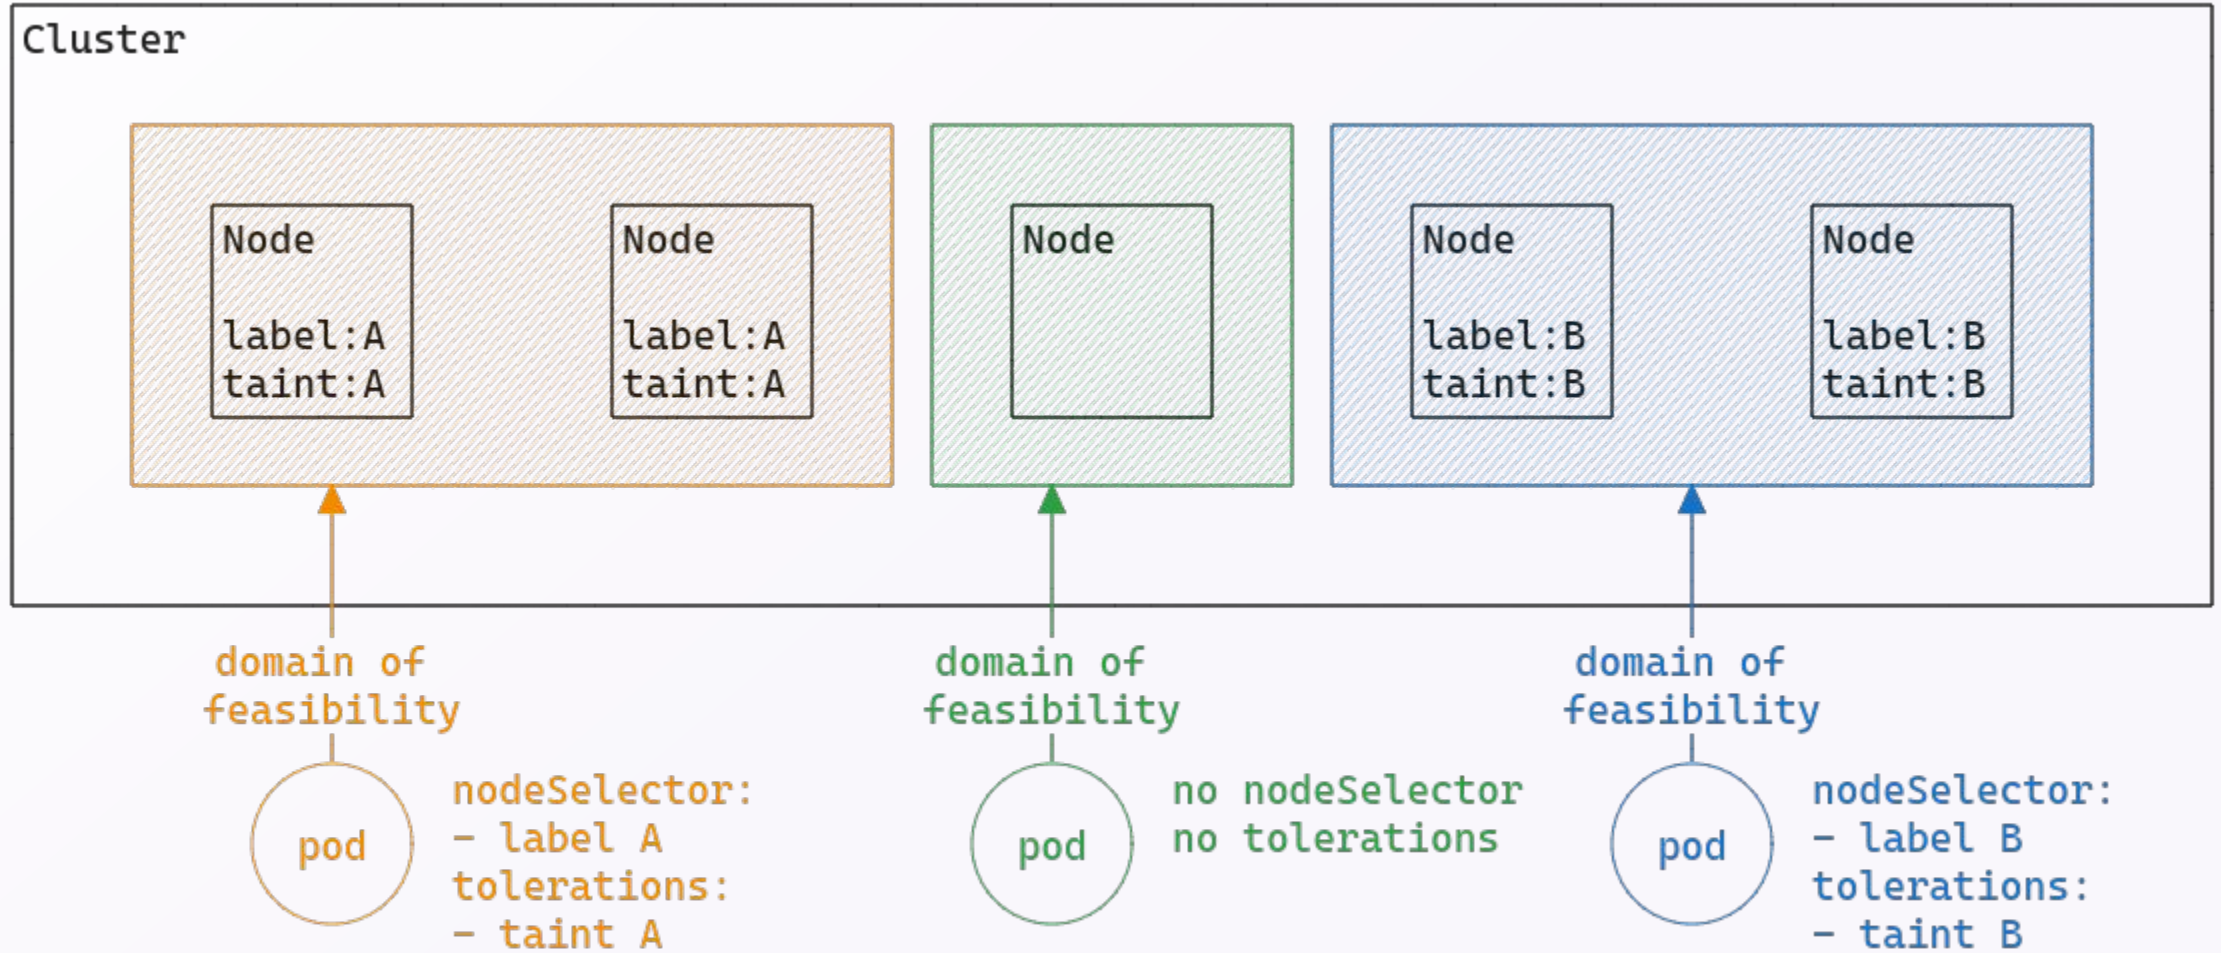 Cluster
Node
label:A
taint:A
Node
label:A
taint:A
Node
Node
label:B
taint:B
Node
label:B
taint:B
domain of
feasibility
pod
nodeSelector:
– label A
tolerations:
– taint A
domain of
feasibility
pod
no nodeSelector
no tolerations
domain of
feasibility
pod
nodeSelector:
– label B
tolerations:
– taint B